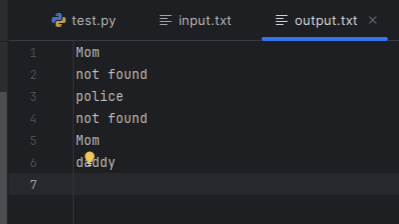 test.py input.txt output.txt
1 Mom
2 not found
3 police
4 not found
5 Mom
6 daddy
7